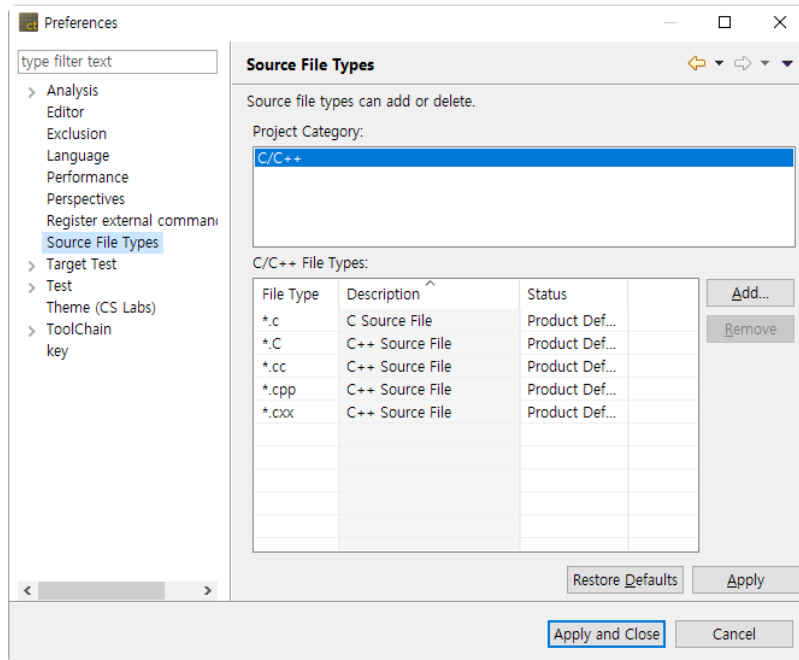 ct Preferences
type filter text
Source File Types
Analysis
Editor
Exclusion
Language
Performance
Perspectives
Register external comman
Source File Types
Target Test
Test
Theme (CS Labs)
ToolChain
key
Source file types can add or delete.
Project Category:
C/C++
C/C++ File Types:
File Type Description Status
*.c C Source File Product Def...
*.C C++ Source File Product Def...
*.cc C++ Source File Product Def...
*.cpp C++ Source File Product Def...
*.cxx C++ Source File Product Def...
Add...
Remove
Restore Defaults Apply
Apply and Close Cancel